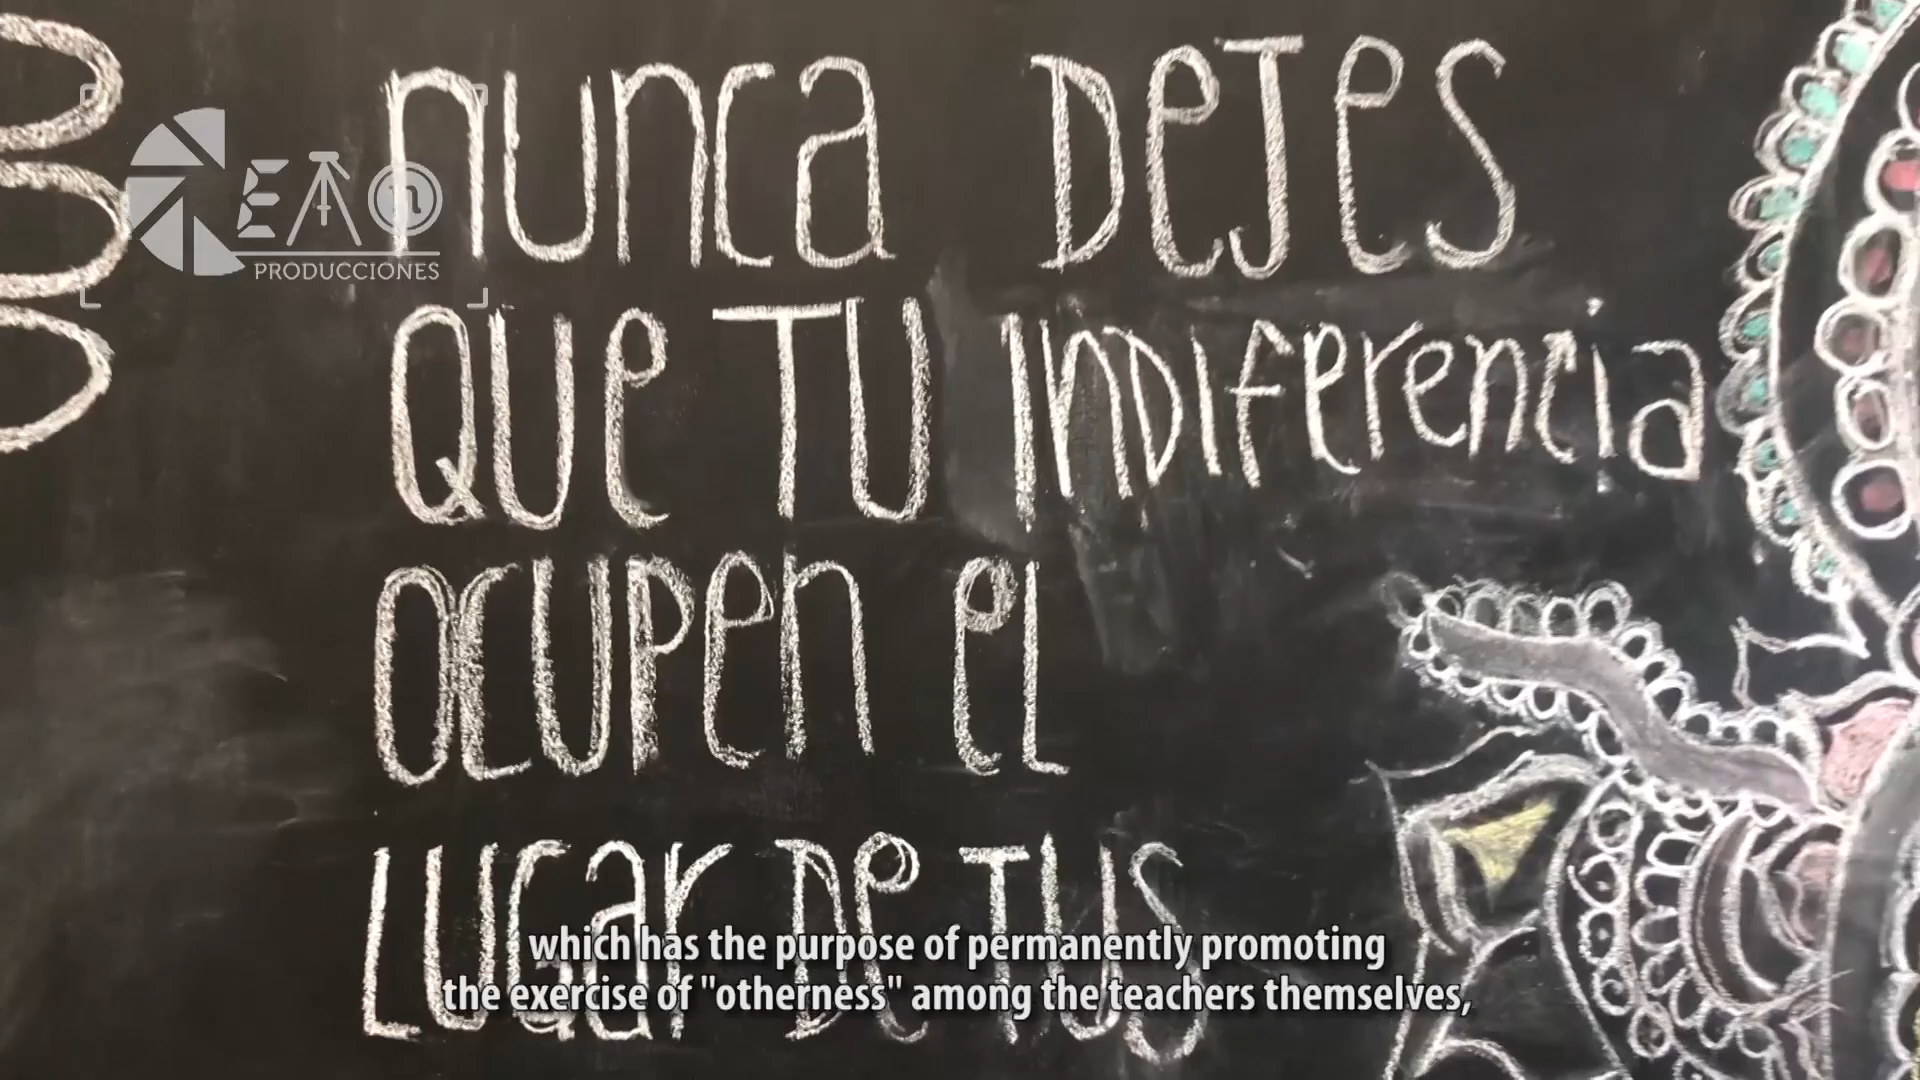 nunca DeJes
QUe TU InDiferencia
OCUPen eL
LUGar De TUS
CREAON
PRODUCCIONES
which has the purpose of permanently promoting
the exercise of "otherness" among the teachers themselves,